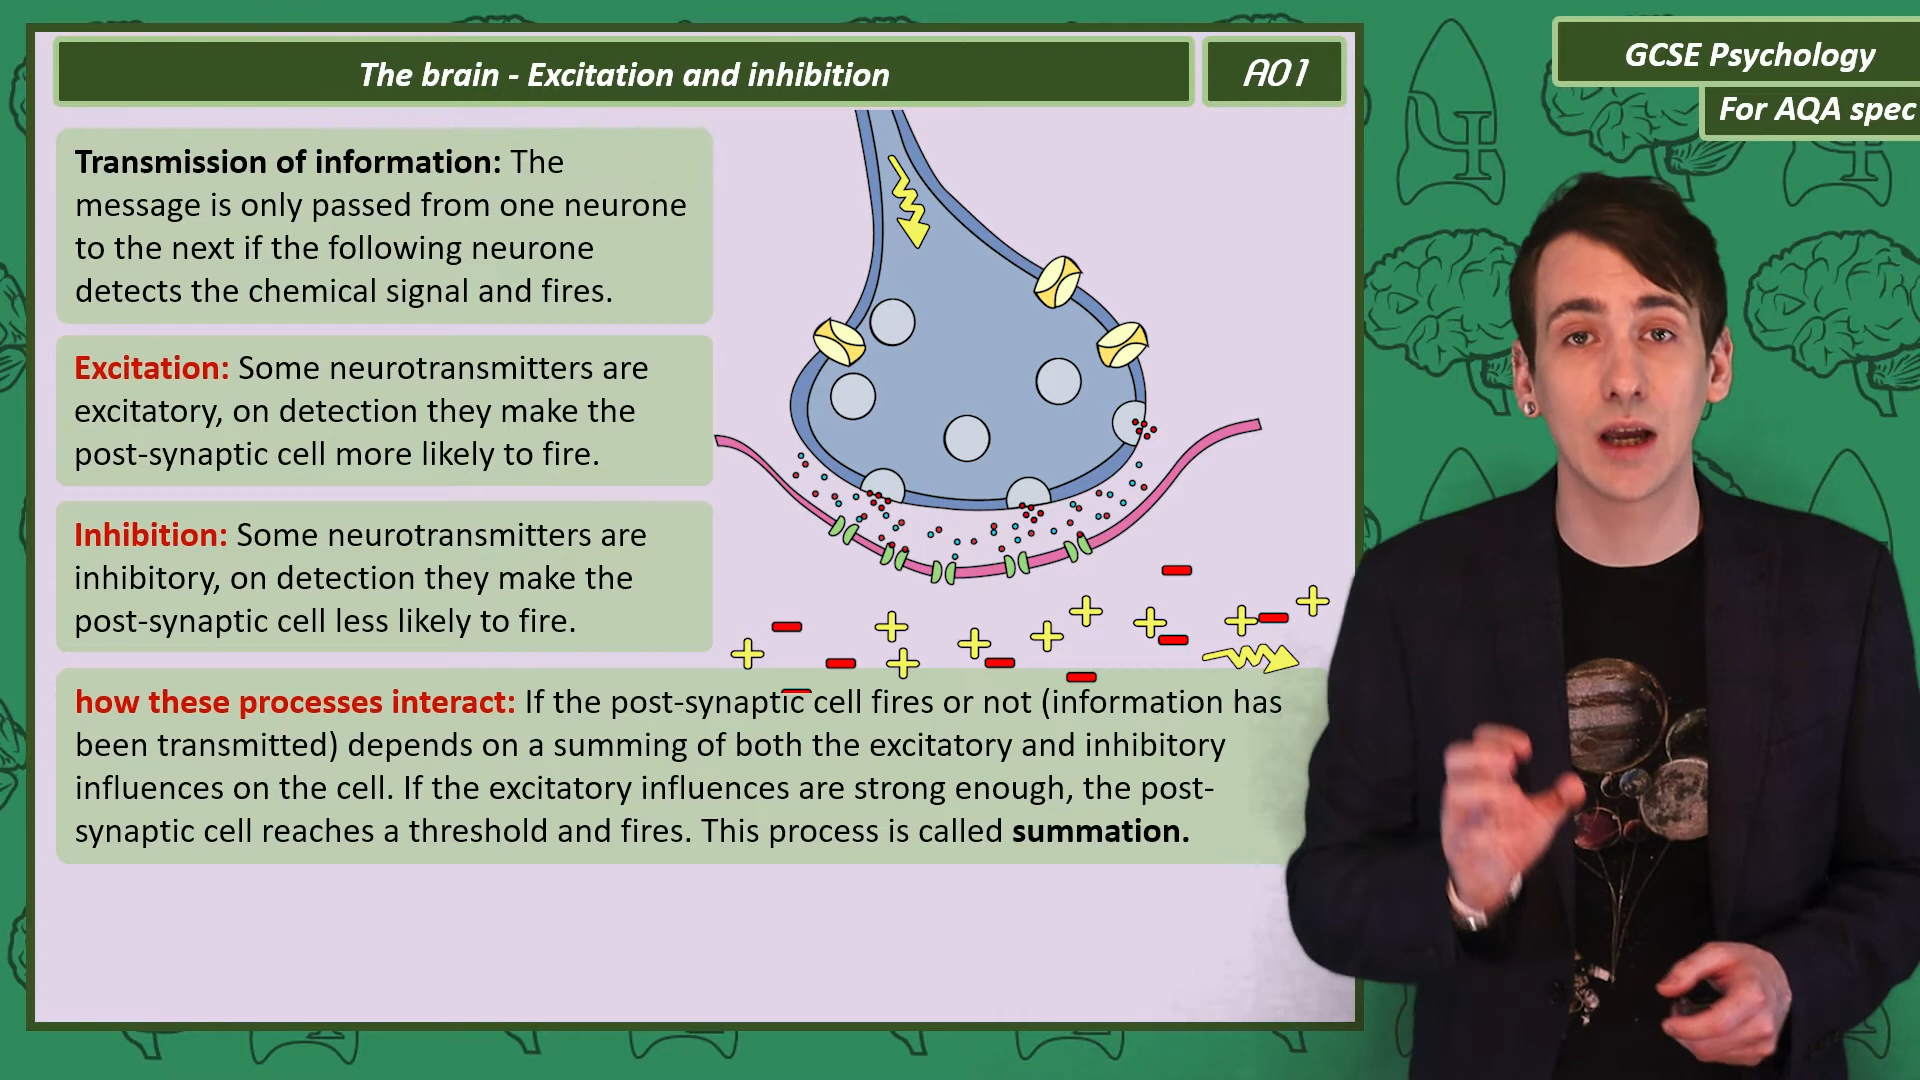 The brain - Excitation and inhibition
AO1
GCSE Psychology
For AQA spec
Transmission of information: The
message is only passed from one neurone
to the next if the following neurone
detects the chemical signal and fires.
Excitation: Some neurotransmitters are
excitatory, on detection they make the
post-synaptic cell more likely to fire.
Inhibition: Some neurotransmitters are
inhibitory, on detection they make the
post-synaptic cell less likely to fire.
how these processes interact: If the post-synaptic cell fires or not (information has
been transmitted) depends on a summing of both the excitatory and inhibitory
influences on the cell. If the excitatory influences are strong enough, the post-
synaptic cell reaches a threshold and fires. This process is called summation.